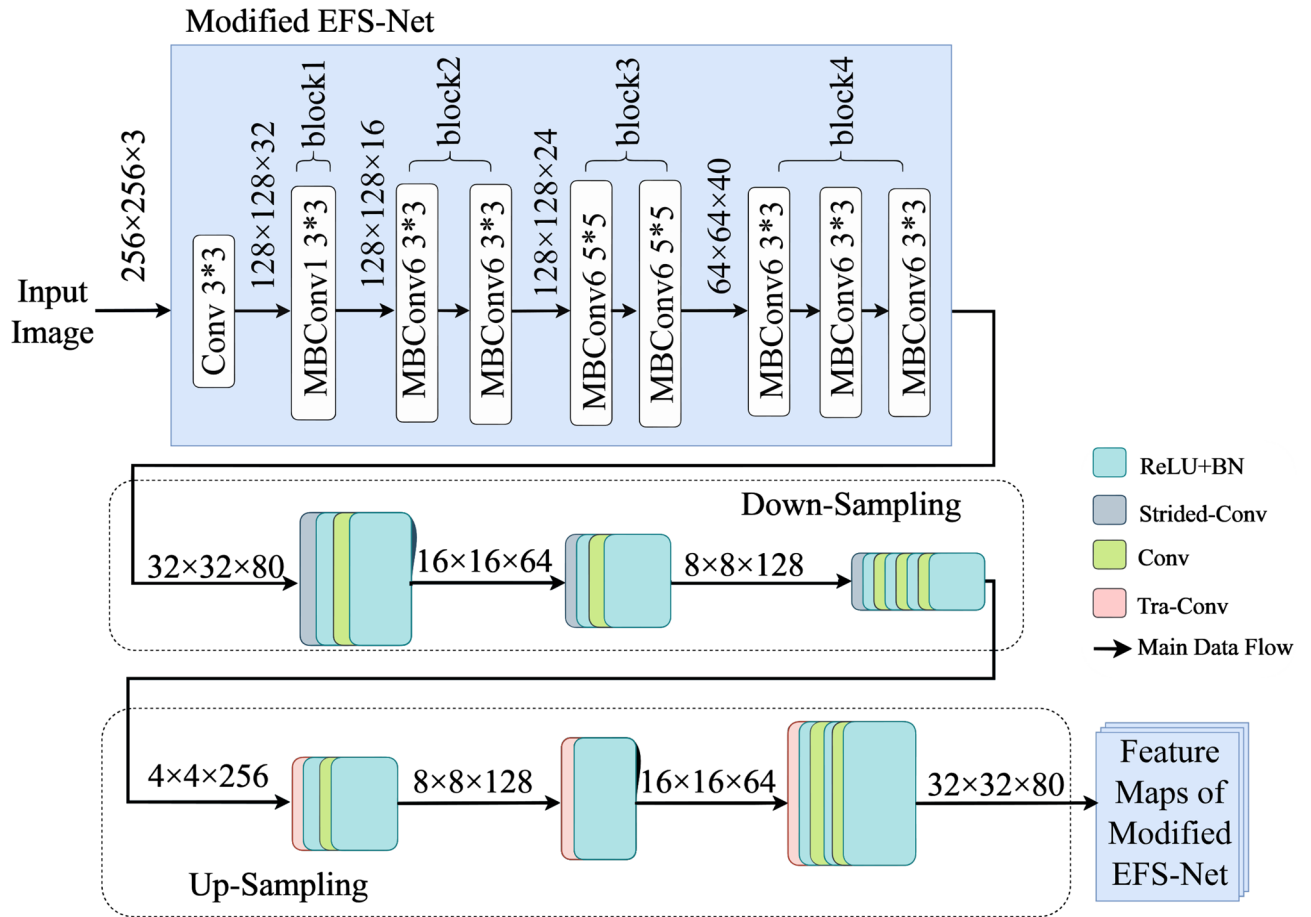 Modified EFS-Net
256×256×3
128×128×32
block1
128×128×16
block2
128×128×24
block3
64×64×40
block4
Input
Image
Conv 3*3
MBConv1 3*3
MBConv6 3*3
MBConv6 3*3
MBConv6 5*5
MBConv6 5*5
MBConv6 3*3
MBConv6 3*3
MBConv6 3*3
ReLU+BN
Strided-Conv
Conv
Tra-Conv
Main Data Flow
Down-Sampling
32×32×80
16×16×64
8×8×128
4×4×256
8×8×128
16×16×64
32×32×80
Up-Sampling
Feature
Maps of
Modified
EFS-Net